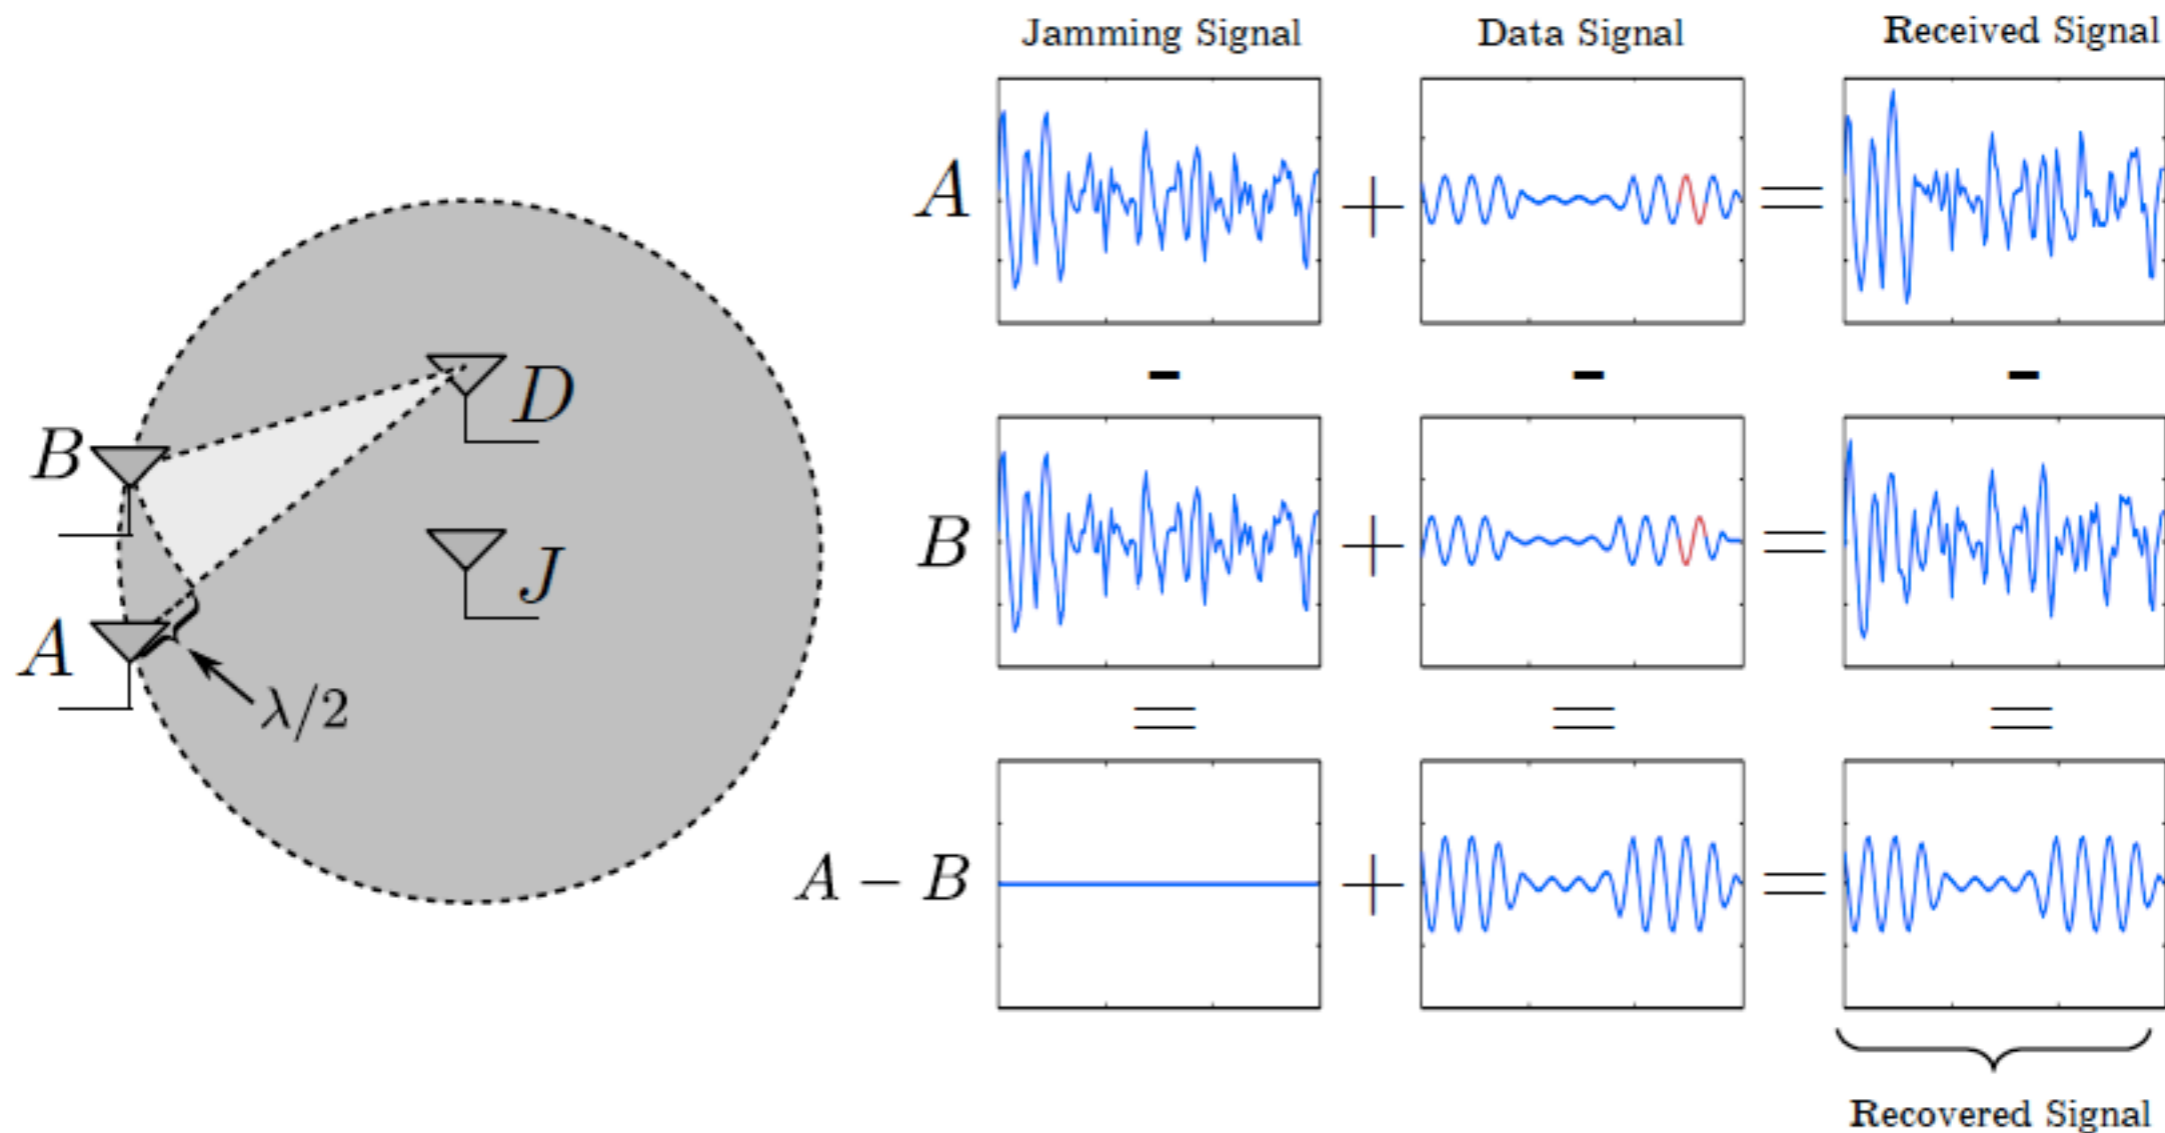 Jamming Signal Data Signal Received Signal
A + =
- - -
B + =
= = =
A − B + =
Recovered Signal
D
B
J
A
λ/2